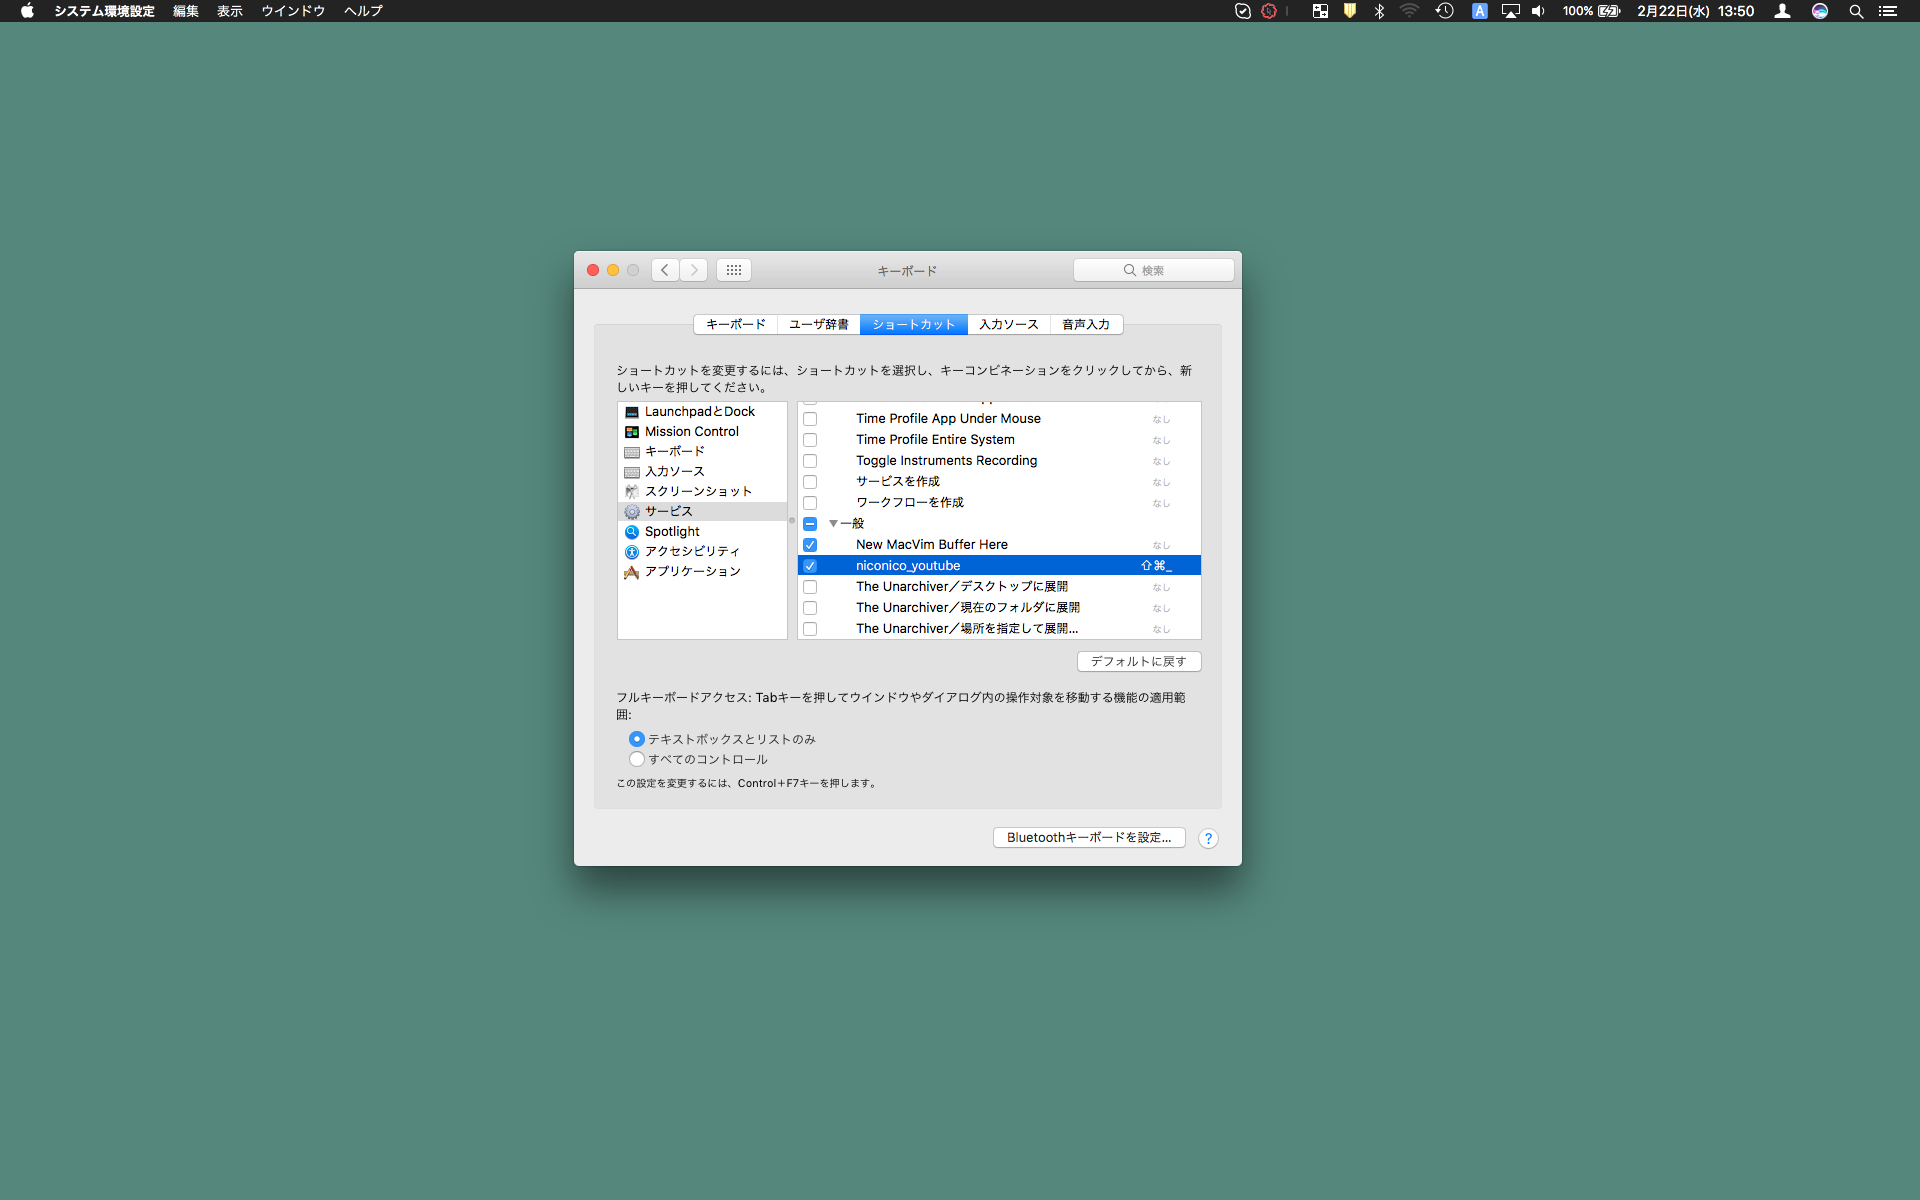 システム環境設定 編集 表示 ウインドウ ヘルプ A 100% 2月22日(水) 13:50
キーボード 検索
キーボード ユーザ辞書 ショートカット 入力ソース 音声入力
ショートカットを変更するには、ショートカットを選択し、キーコンビネーションをクリックしてから、新
しいキーを押してください。
LaunchpadとDock
Mission Control
キーボード
入力ソース
スクリーンショット
サービス
Spotlight
アクセシビリティ
アプリケーション
Time Profile App Under Mouse なし
Time Profile Entire System なし
Toggle Instruments Recording なし
サービスを作成 なし
ワークフローを作成 なし
▼一般
New MacVim Buffer Here なし
niconico_youtube ⇧⌘_
The Unarchiver／デスクトップに展開 なし
The Unarchiver／現在のフォルダに展開 なし
The Unarchiver／場所を指定して展開... なし
デフォルトに戻す
フルキーボードアクセス: Tabキーを押してウインドウやダイアログ内の操作対象を移動する機能の適用範
囲:
テキストボックスとリストのみ
すべてのコントロール
この設定を変更するには、Control+F7キーを押します。
Bluetoothキーボードを設定... ?